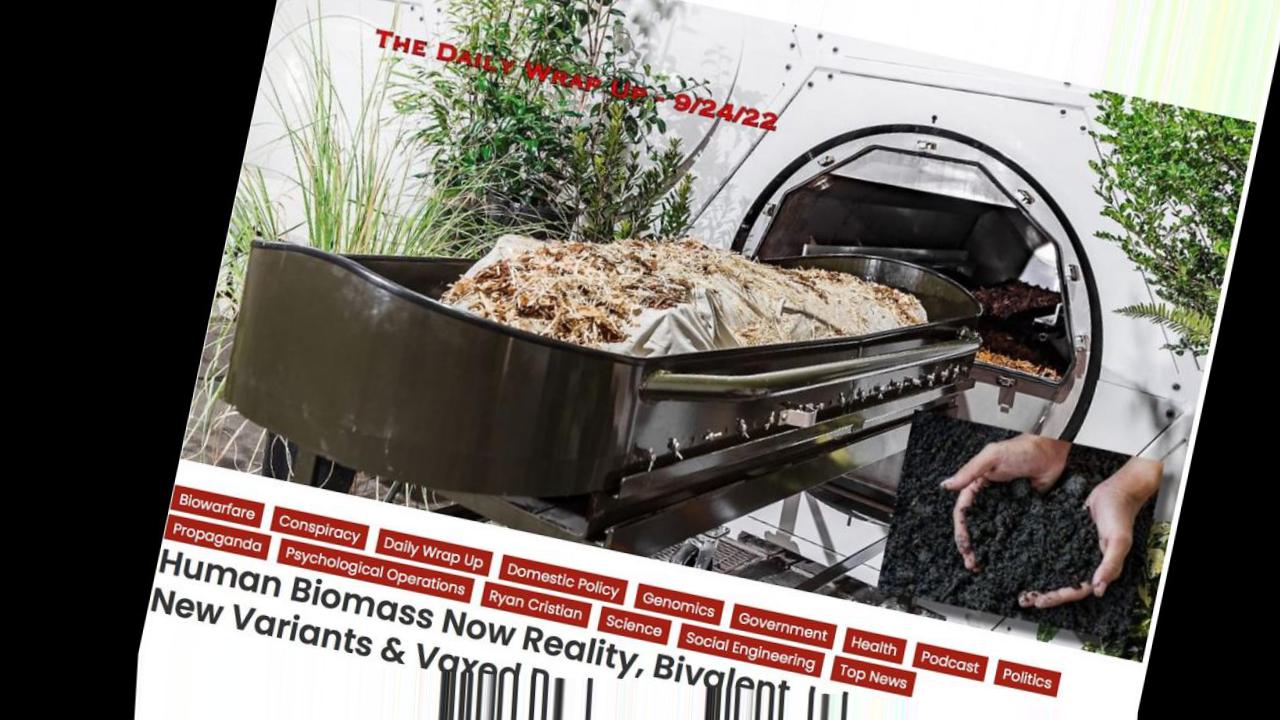 The Daily Wrap Up - 9/24/22
Biowarfare Conspiracy Daily Wrap Up Domestic Policy Genomics Government Health Podcast Politics
Propaganda Psychological Operations Ryan Cristian Science Social Engineering Top News
Human Biomass Now Reality, Bivalent
New Variants & Vaxed